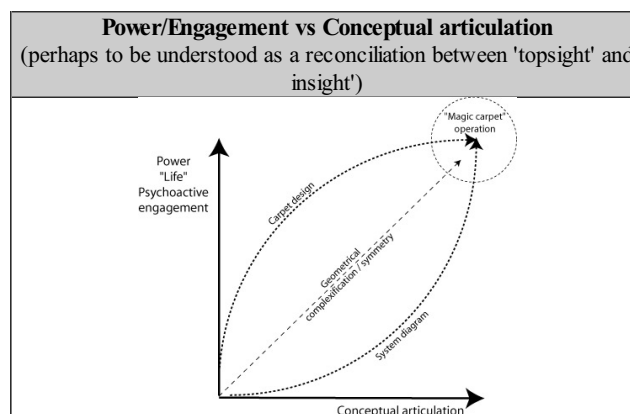 Power/Engagement vs Conceptual articulation
(perhaps to be understood as a reconciliation between 'topsight' and
insight')
"Magic carpet"
operation
Power
"Life"
Psychoactive
engagement
Carpet design
Geometrical
complexification / symmetry
System diagram
Conceptual articulation